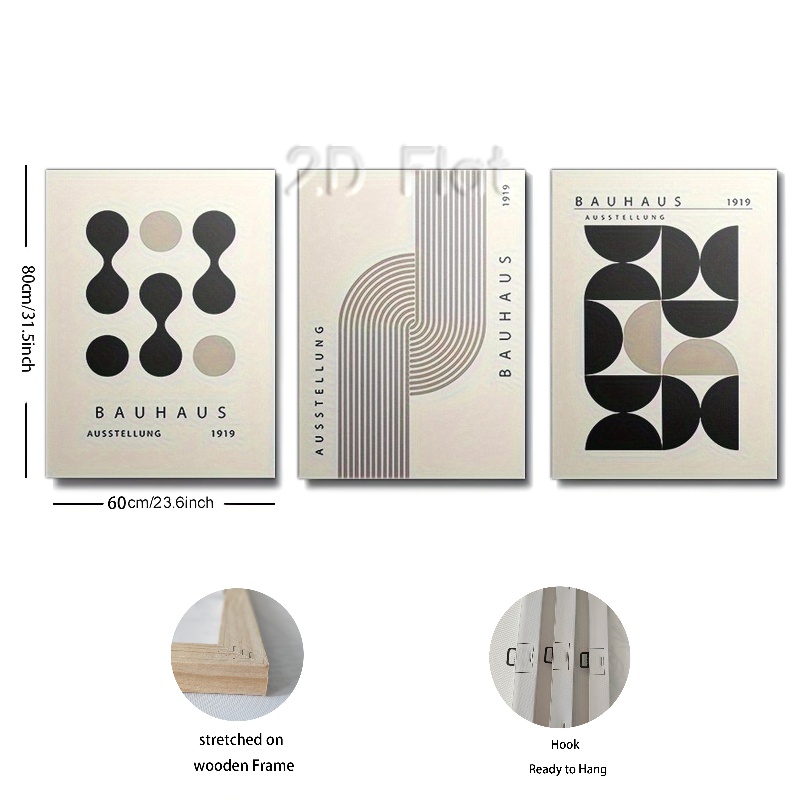 2.D Flat
80cm/31.5inch
BAUHAUS
AUSSTELLUNG 1919
60cm/23.6inch
AUSSTELLUNG
BAUHAUS
1919
BAUHAUS 1919
AUSSTELLUNG
stretched on
wooden Frame
Hook
Ready to Hang